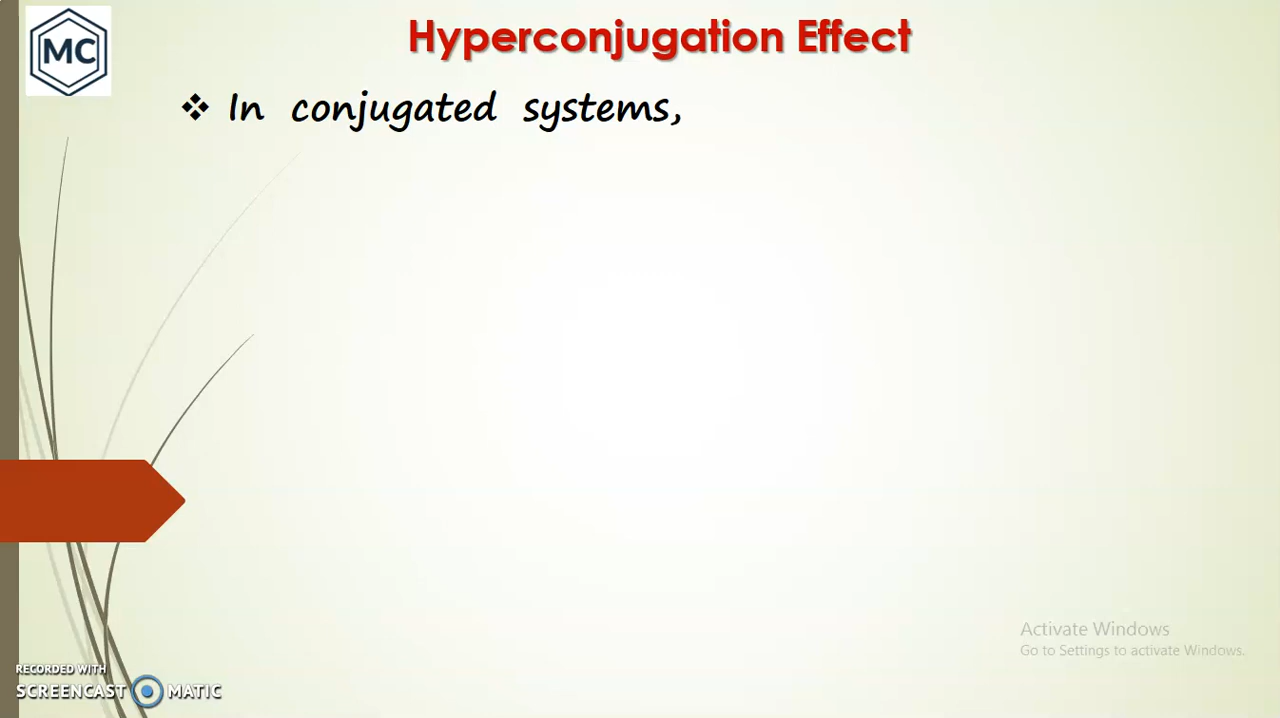 MC
Hyperconjugation Effect
❖ In conjugated systems,
Activate Windows
Go to Settings to activate Windows.
RECORDED WITH
SCREENCAST MATIC